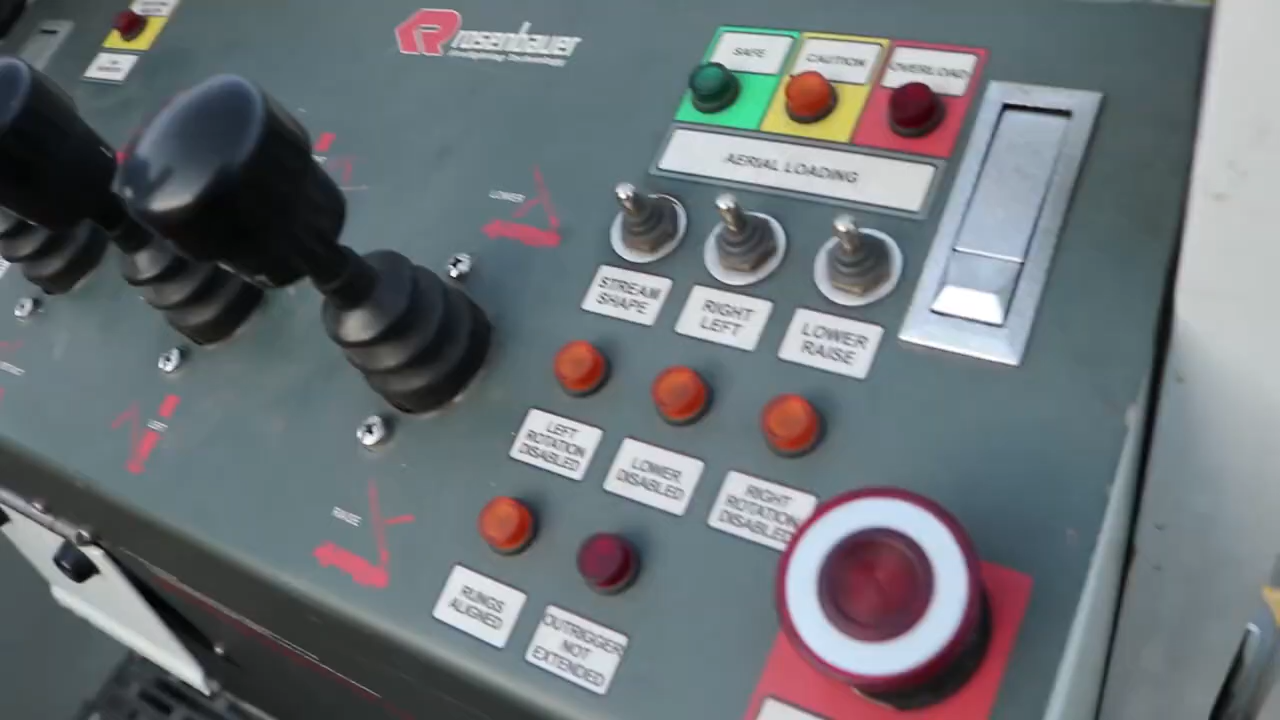 Rosenbauer
SAFE
CAUTION
OVERLOAD
AERIAL LOADING
LOWER
STREAM
SHAPE
RIGHT
LEFT
LOWER
RAISE
LEFT
ROTATION
DISABLED
LOWER
DISABLED
RIGHT
ROTATION
DISABLED
RAISE
RUNGS
ALIGNED
OUTRIGGER
NOT
EXTENDED